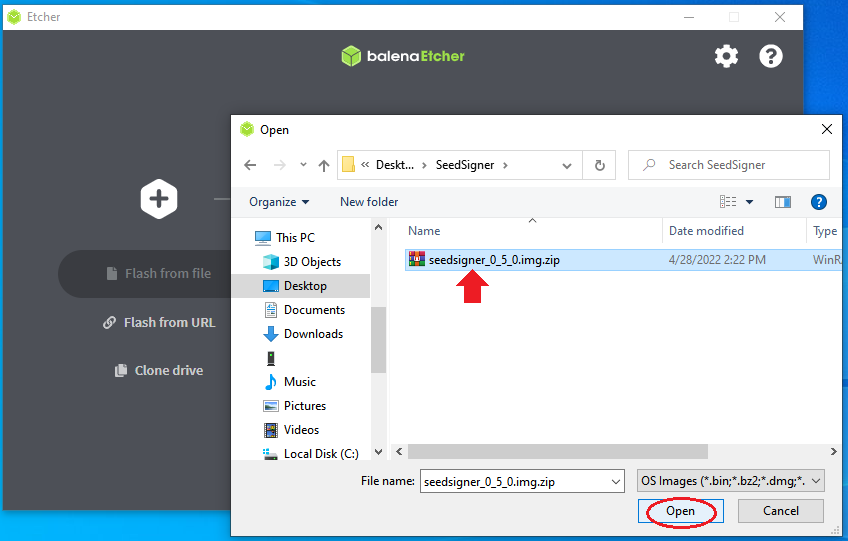 Etcher
balenaEtcher
Open
« Deskt... › SeedSigner ›
Search SeedSigner
Organize
New folder
Name
Date modified
Type
This PC
3D Objects
Desktop
Documents
Downloads
Music
Pictures
Videos
Local Disk (C:)
seedsigner_0_5_0.img.zip
4/28/2022 2:22 PM
WinR
Flash from file
Flash from URL
Clone drive
File name:
seedsigner_0_5_0.img.zip
OS Images (*.bin;*.bz2;*.dmg;*.
Open
Cancel